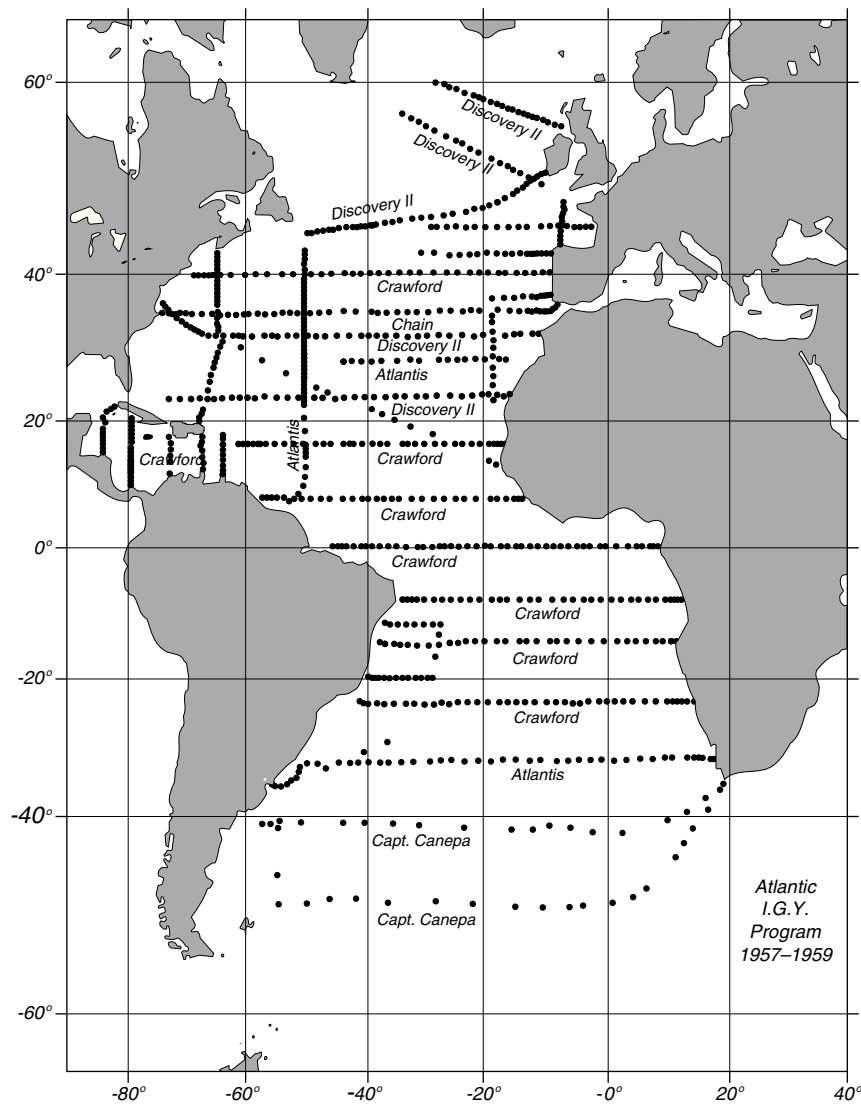 60°
Discovery II
Discovery II
Discovery II
40°
Crawford
Chain
Discovery II
Atlantis
20°
Discovery II
Atlantis
Crawford
Crawford
Crawford
0°
Crawford
Crawford
Crawford
-20°
Crawford
Atlantis
-40°
Capt. Canepa
Capt. Canepa
Atlantic
I.G.Y.
Program
1957–1959
-60°
-80° -60° -40° -20° -0° 20° 40°